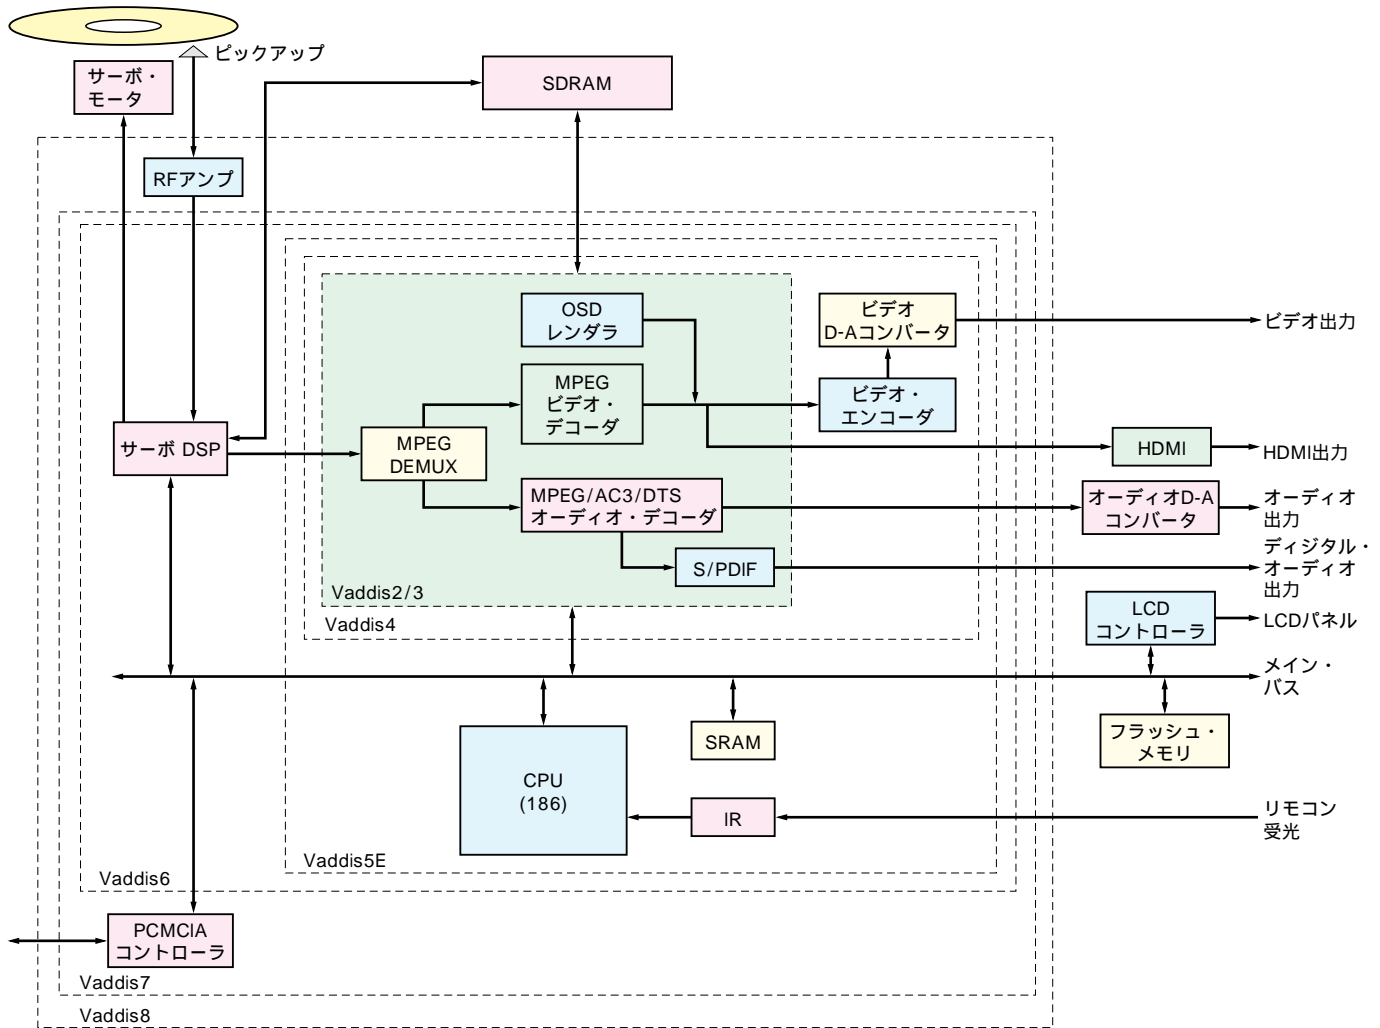 ピックアップ
サーボ・
モータ
SDRAM
RFアンプ
OSD
レンダラ
ビデオ
D-Aコンバータ
ビデオ出力
MPEG
ビデオ・
デコーダ
ビデオ・
エンコーダ
サーボ DSP
MPEG
DEMUX
HDMI
HDMI出力
MPEG/AC3/DTS
オーディオ・デコーダ
オーディオD-A
コンバータ
オーディオ
出力
S/PDIF
ディジタル・
オーディオ
出力
Vaddis2/3
Vaddis4
LCD
コントローラ
LCDパネル
メイン・
バス
CPU
(186)
SRAM
フラッシュ・
メモリ
IR
リモコン
受光
Vaddis5E
Vaddis6
PCMCIA
コントローラ
Vaddis7
Vaddis8